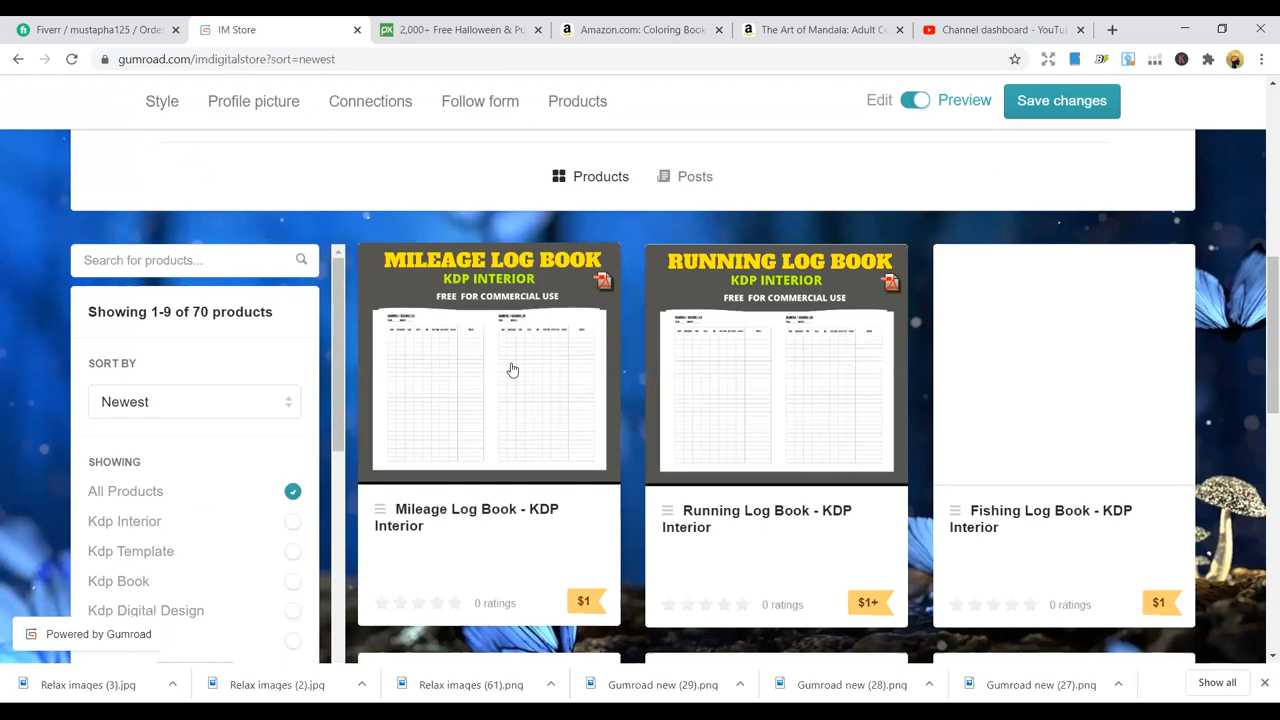 Fiverr / mustapha125 / Orde
IM Store
2,000+ Free Halloween & Pu
Amazon.com: Coloring Book
The Art of Mandala: Adult C
Channel dashboard - YouTu
gumroad.com/imdigitalstore?sort=newest
Style
Profile picture
Connections
Follow form
Products
Edit
Preview
Save changes
Products
Posts
Search for products...
Showing 1-9 of 70 products
SORT BY
Newest
SHOWING
All Products
Kdp Interior
Kdp Template
Kdp Book
Kdp Digital Design
Powered by Gumroad
MILEAGE LOG BOOK
KDP INTERIOR
FREE FOR COMMERCIAL USE
Mileage Log Book - KDP
Interior
0 ratings
$1
RUNNING LOG BOOK
KDP INTERIOR
FREE FOR COMMERCIAL USE
Running Log Book - KDP
Interior
0 ratings
$1+
Fishing Log Book - KDP
Interior
0 ratings
$1
Relax images (3).jpg
Relax images (2).jpg
Relax images (61).png
Gumroad new (29).png
Gumroad new (28).png
Gumroad new (27).png
Show all